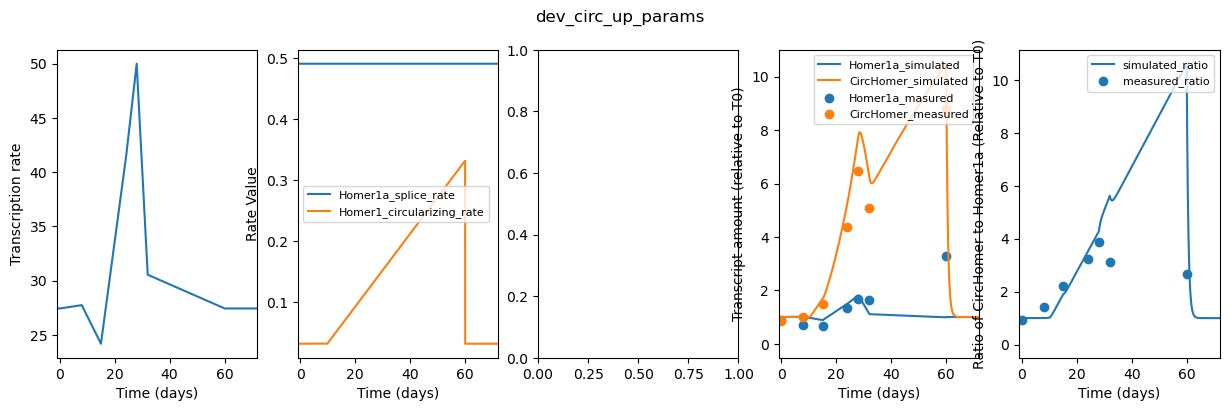 dev_circ_up_params
Transcription rate
50
45
40
35
30
25
0
20
40
60
Time (days)
Rate Value
0.5
0.4
0.3
0.2
0.1
Homer1a_splice_rate
Homer1_circularizing_rate
0
20
40
60
Time (days)
1.0
0.8
0.6
0.4
0.2
0.0
0.00
0.25
0.50
0.75
1.00
Transcript amount (relative to T0)
10
8
6
4
2
0
Homer1a_simulated
CircHomer_simulated
Homer1a_masured
CircHomer_measured
0
20
40
60
Time (days)
Ratio of CircHomer to Homer1a (Relative to T0)
10
8
6
4
2
0
simulated_ratio
measured_ratio
0
20
40
60
Time (days)